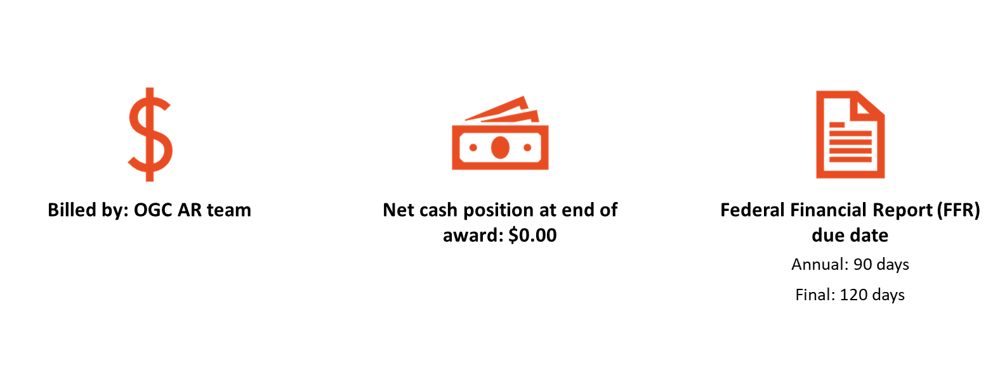 Billed by: OGC AR team
Net cash position at end of
award: $0.00
Federal Financial Report (FFR)
due date
Annual: 90 days
Final: 120 days